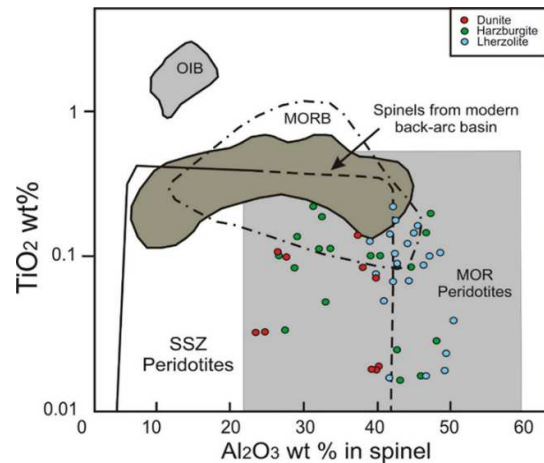 Dunite
Harzburgite
Lherzolite
OIB
MORB
Spinels from modern
back-arc basin
1
0.1
0.01
TiO2 wt%
SSZ
Peridotites
MOR
Peridotites
0 10 20 30 40 50 60
Al2O3 wt % in spinel